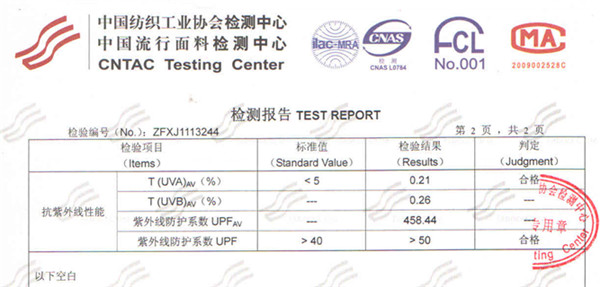 中国纺织工业协会检测中心
中国流行面料检测中心
CNTAC Testing Center
ilac-MRA
CNAS
检测
CNAS L0784
FCL
No.001
MA
2009002528C
检测报告 TEST REPORT
检验编号 (No.): ZFXJ1113244
第 2 页 , 共 2 页
检验项目 (Items) 标准值 (Standard Value) 检验结果 (Results) 判定 (Judgment)
抗紫外线性能
T (UVA)AV (%) < 5 0.21 合格
T (UVB)AV (%) --- 0.26 ---
紫外线防护系数 UPFAV --- 458.44 ---
紫外线防护系数 UPF > 40 > 50 合格
协会检测中心
专用章
ting Center
以下空白